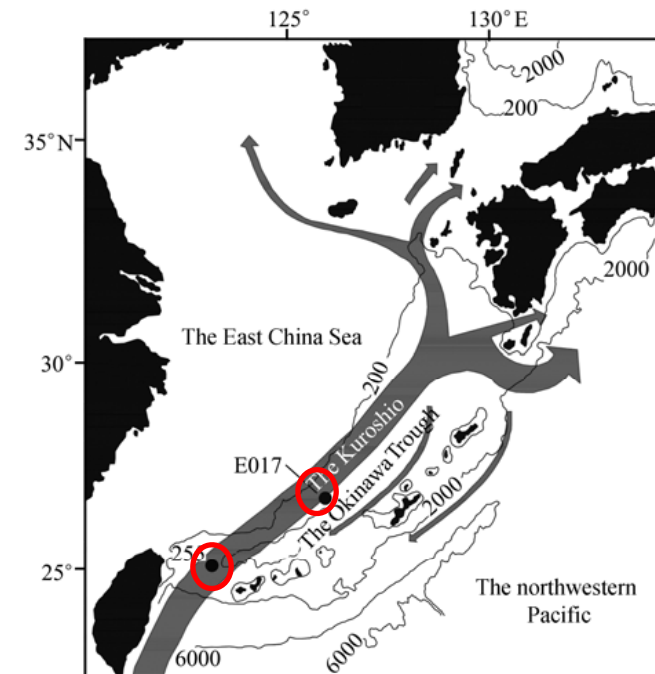 125°
130° E
2000
200
35°N
2000
The East China Sea
30°
200
The Kuroshio
E017
The Okinawa Trough
2000
25°
The northwestern
Pacific
6000
6000